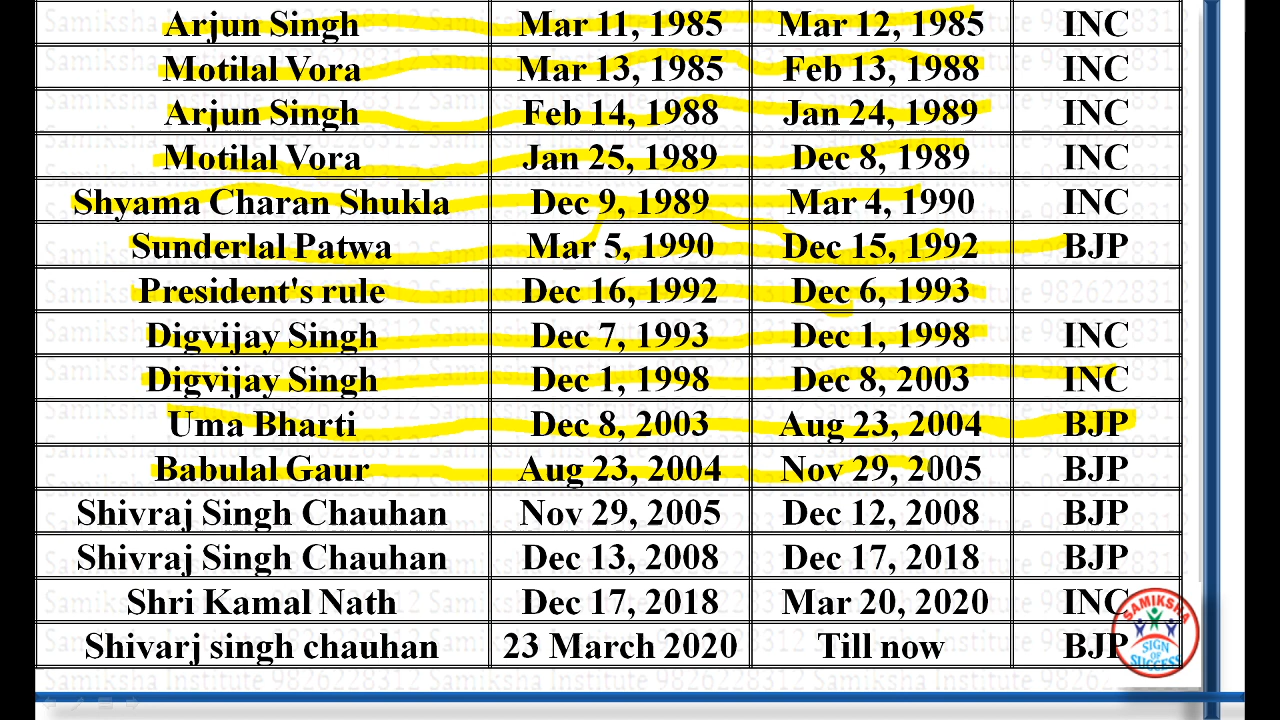 Arjun Singh Mar 11, 1985 Mar 12, 1985 INC
Motilal Vora Mar 13, 1985 Feb 13, 1988 INC
Arjun Singh Feb 14, 1988 Jan 24, 1989 INC
Motilal Vora Jan 25, 1989 Dec 8, 1989 INC
Shyama Charan Shukla Dec 9, 1989 Mar 4, 1990 INC
Sunderlal Patwa Mar 5, 1990 Dec 15, 1992 BJP
President's rule Dec 16, 1992 Dec 6, 1993
Digvijay Singh Dec 7, 1993 Dec 1, 1998 INC
Digvijay Singh Dec 1, 1998 Dec 8, 2003 INC
Uma Bharti Dec 8, 2003 Aug 23, 2004 BJP
Babulal Gaur Aug 23, 2004 Nov 29, 2005 BJP
Shivraj Singh Chauhan Nov 29, 2005 Dec 12, 2008 BJP
Shivraj Singh Chauhan Dec 13, 2008 Dec 17, 2018 BJP
Shri Kamal Nath Dec 17, 2018 Mar 20, 2020 INC
Shivarj singh chauhan 23 March 2020 Till now BJP
SAMIKSHA
SIGN
OF
SUCCESS